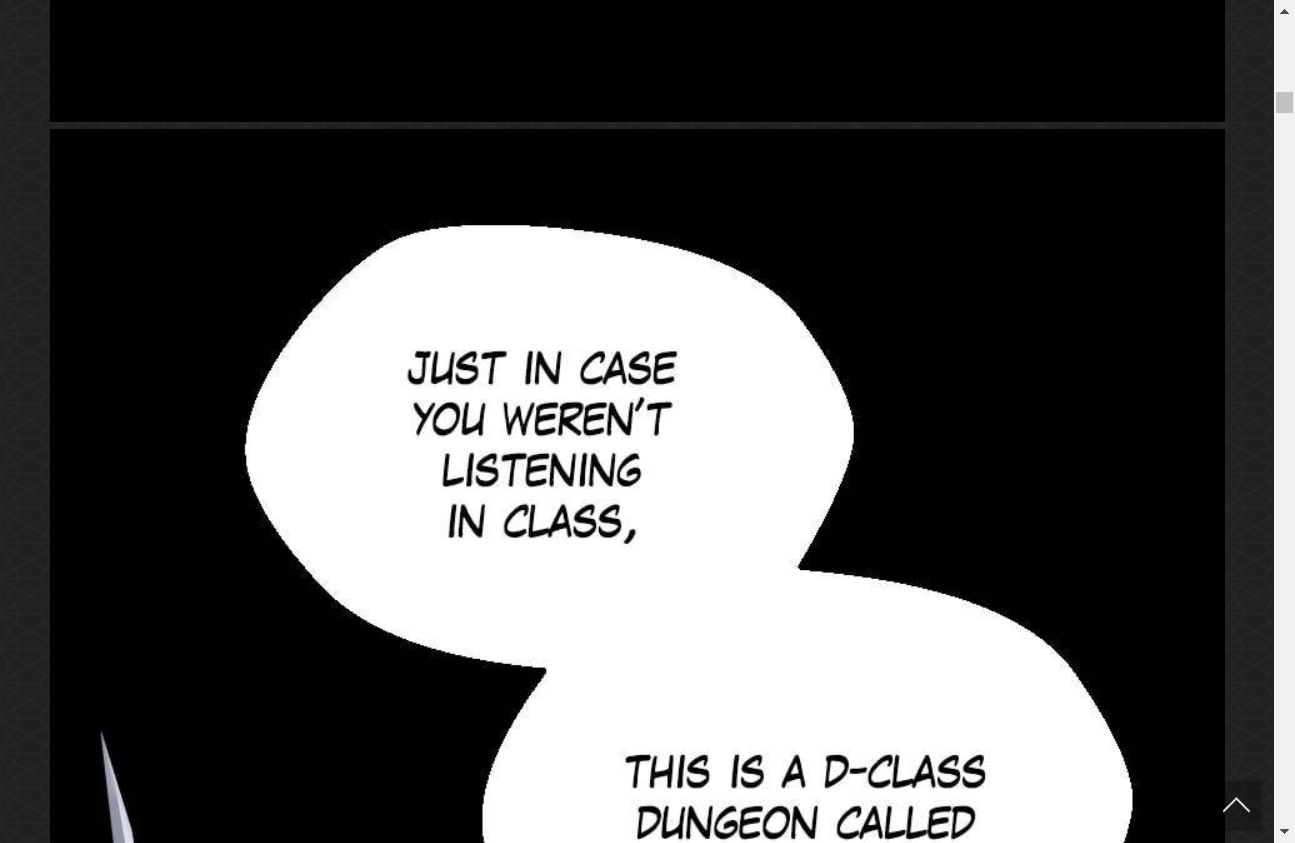 JUST IN CASE
YOU WEREN'T
LISTENING
IN CLASS,
THIS IS A D-CLASS
DUNGEON CALLED